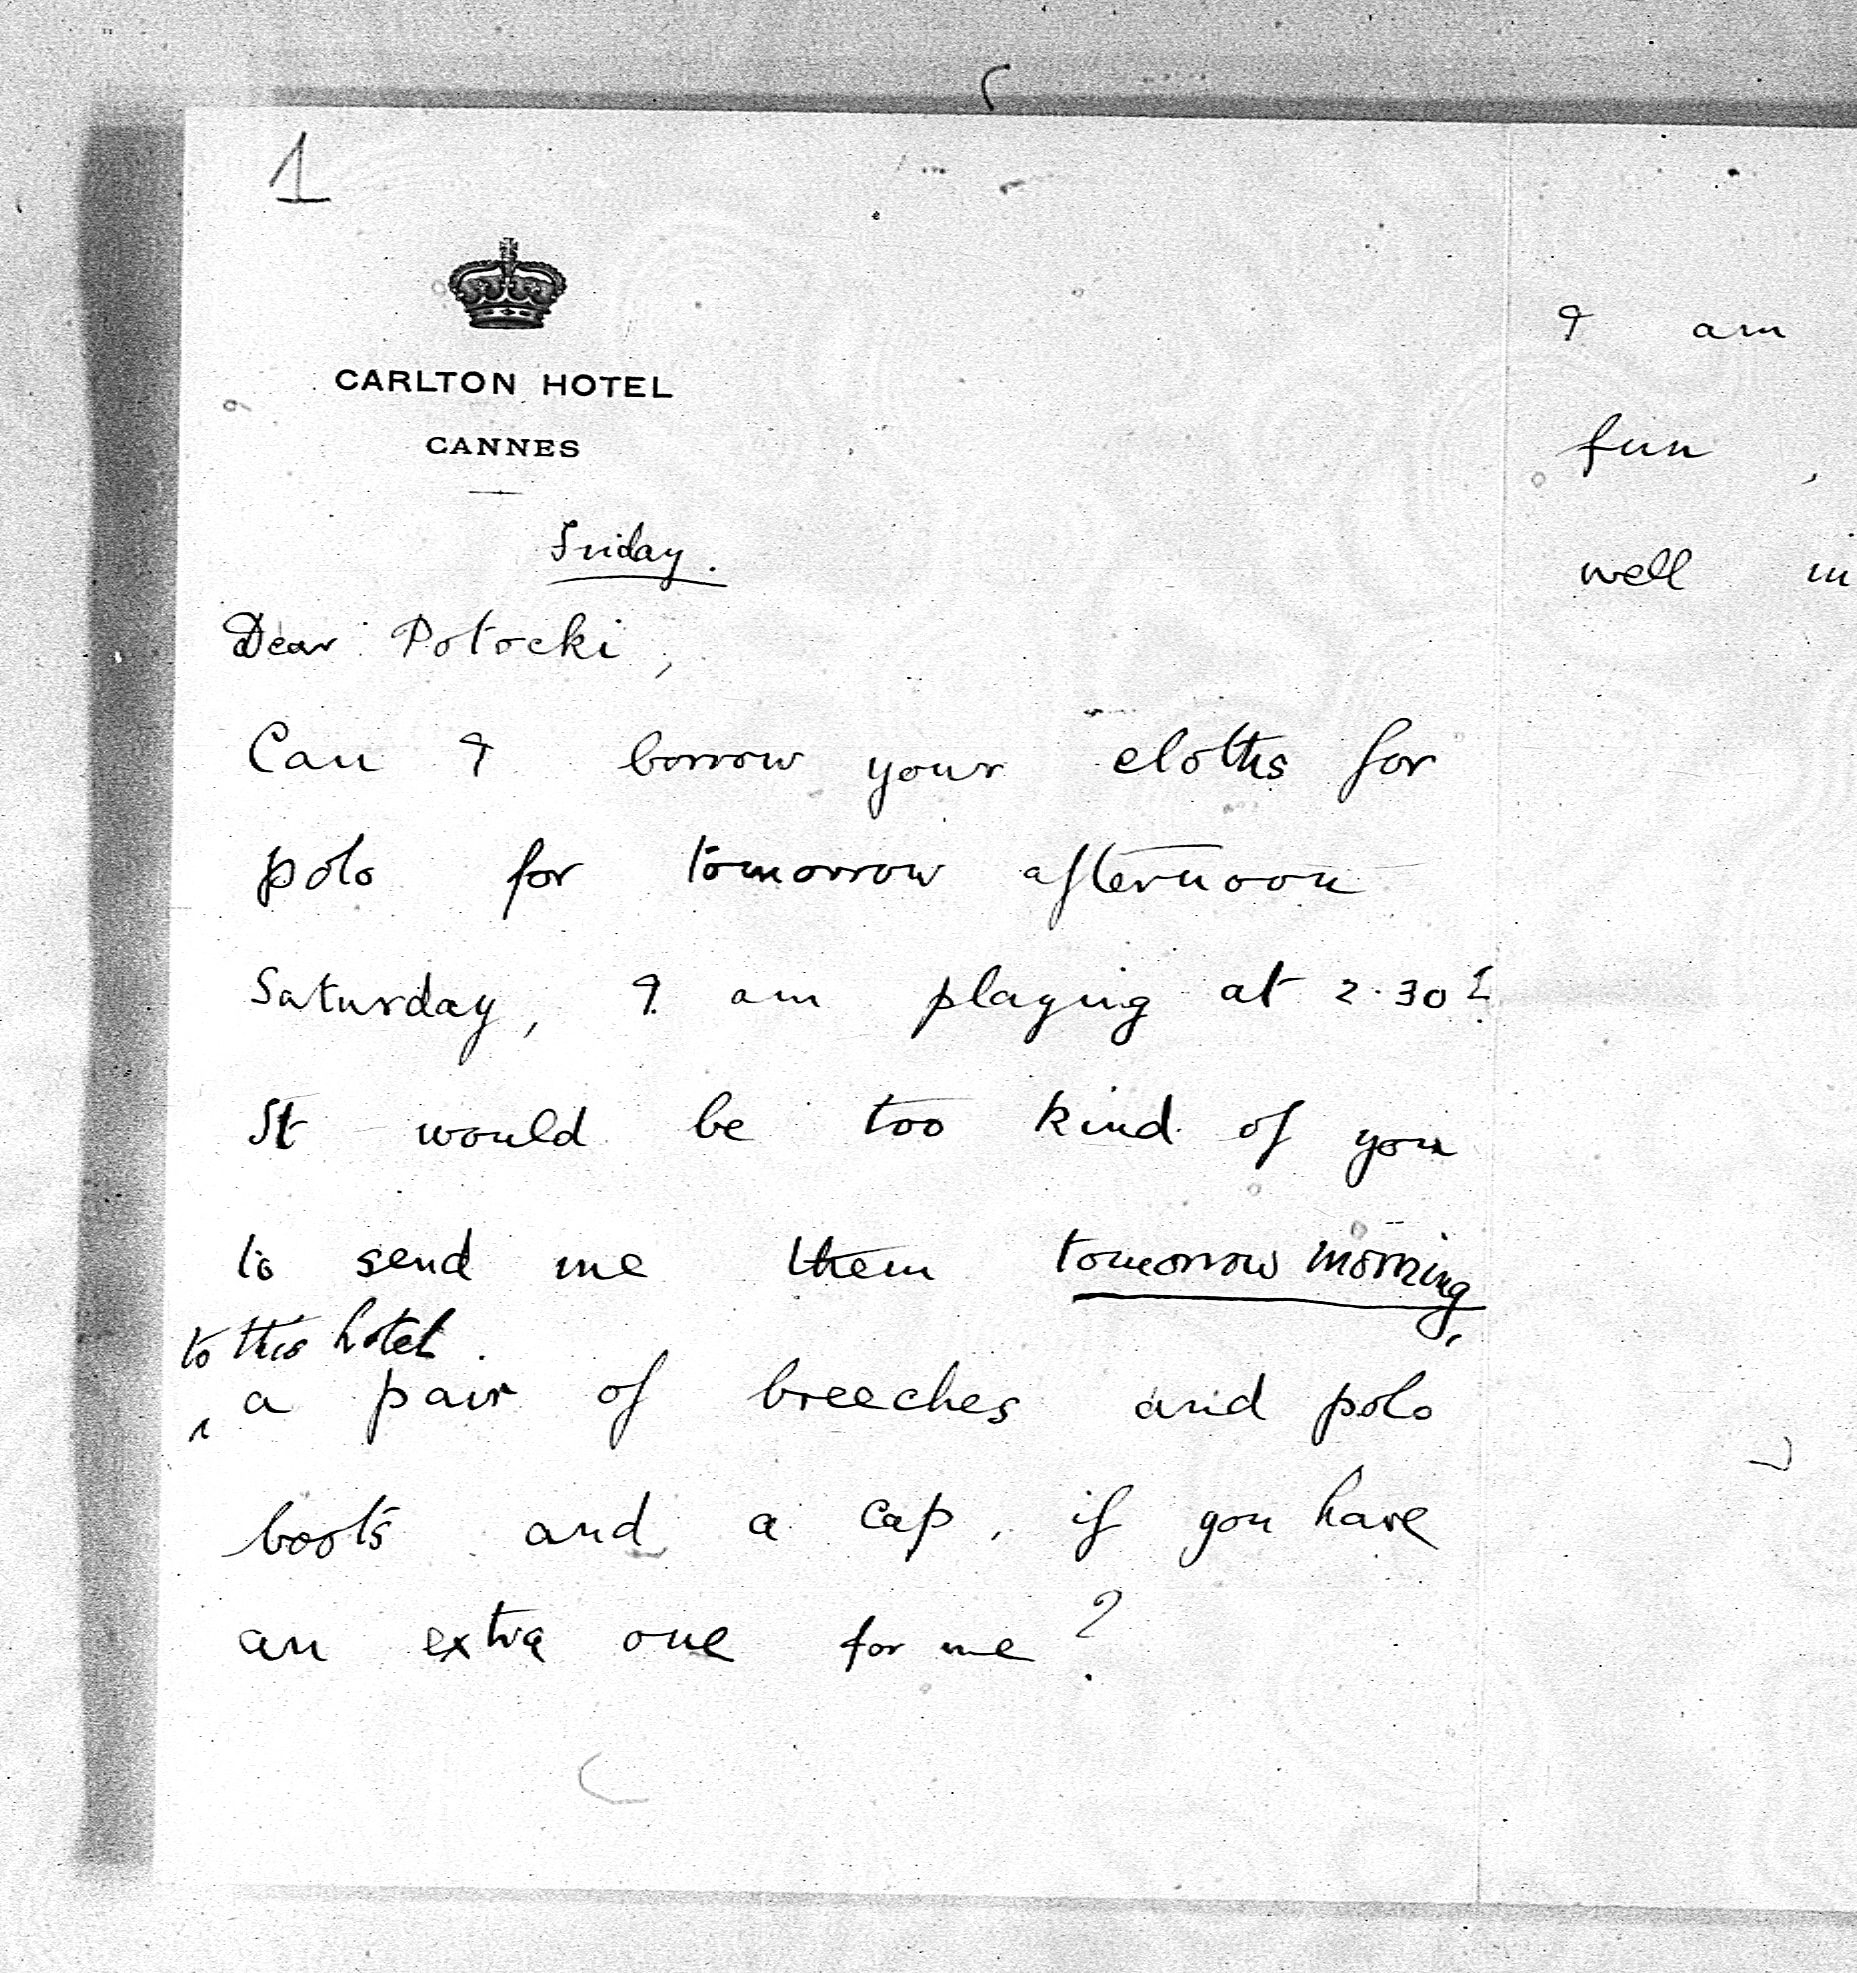 1
CARLTON HOTEL
CANNES
Friday.
Dear Potocki,
Can I borrow your cloths for
polo for tomorrow afternoon
Saturday, I am playing at 2.30?
It would be too kind of you
to send me them tomorrow morning,
to this hotel.
a pair of breeches and polo
boots and a cap, if you have
an extra one for me?
I am
fun,
well in